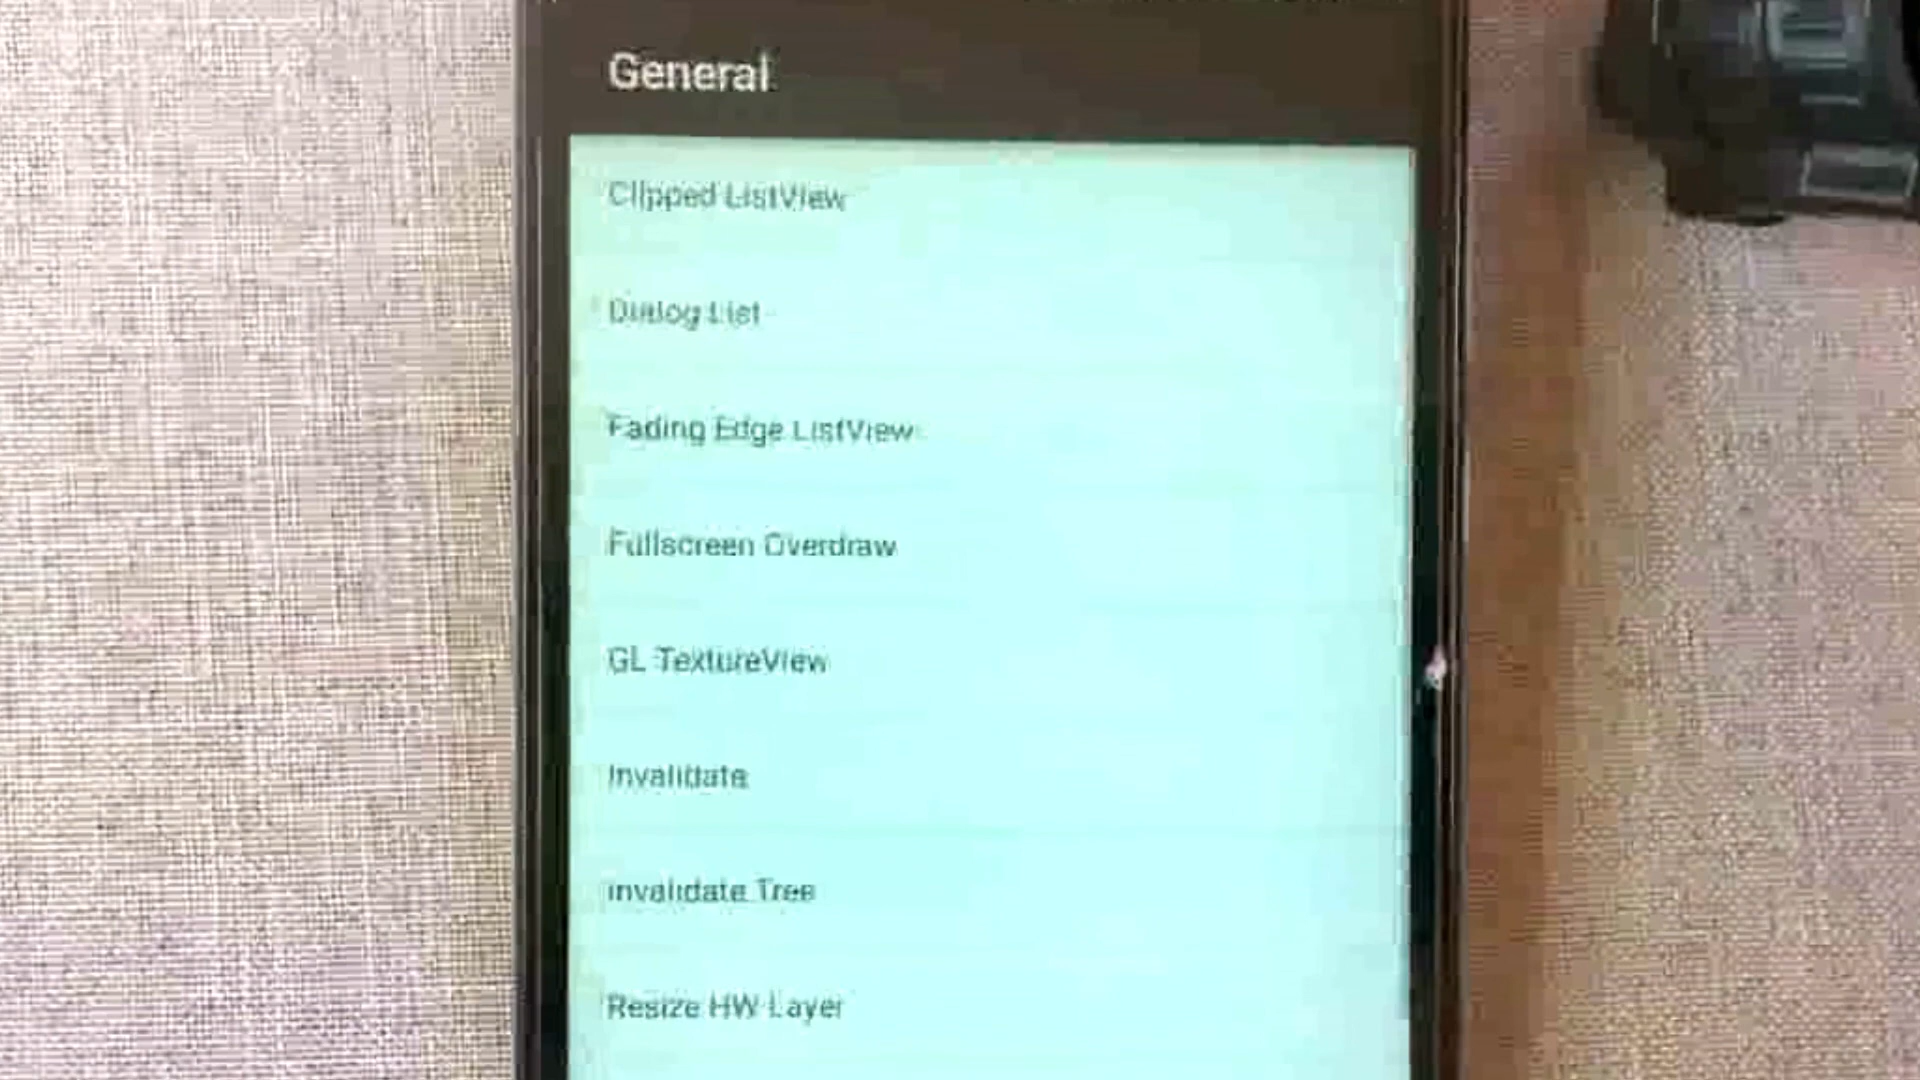 General
Clipped ListView
Dialog List
Fading Edge ListView
Fullscreen Overdraw
GL TextureView
Invalidate
Invalidate Tree
Resize HW Layer